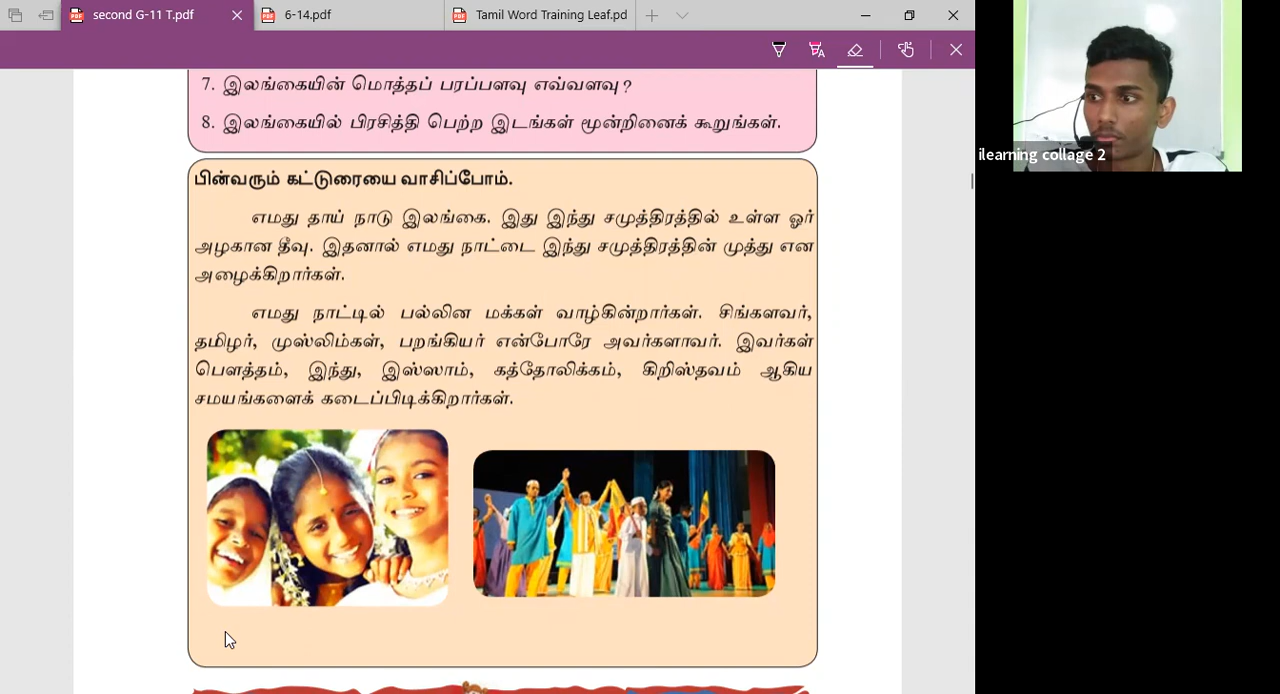 second G-11 T.pdf
6-14.pdf
Tamil Word Training Leaf.pd
7. இலங்கையின் மொத்தப் பரப்பளவு எவ்வளவு?
8. இலங்கையில் பிரசித்தி பெற்ற இடங்கள் மூன்றினைக் கூறுங்கள்.
பின்வரும் கட்டுரையை வாசிப்போம்.
எமது தாய் நாடு இலங்கை. இது இந்து சமுத்திரத்தில் உள்ள ஓர்
அழகான தீவு. இதனால் எமது நாட்டை இந்து சமுத்திரத்தின் முத்து என
அழைக்கிறார்கள்.
எமது நாட்டில் பல்லின மக்கள் வாழ்கின்றார்கள். சிங்களவர்,
தமிழர், முஸ்லிம்கள், பறங்கியர் என்போரே அவர்களாவர். இவர்கள்
பௌத்தம், இந்து, இஸ்ஸாம், கத்தோலிக்கம், கிறிஸ்தவம் ஆகிய
சமயங்களைக் கடைப்பிடிக்கிறார்கள்.
ilearning collage 2